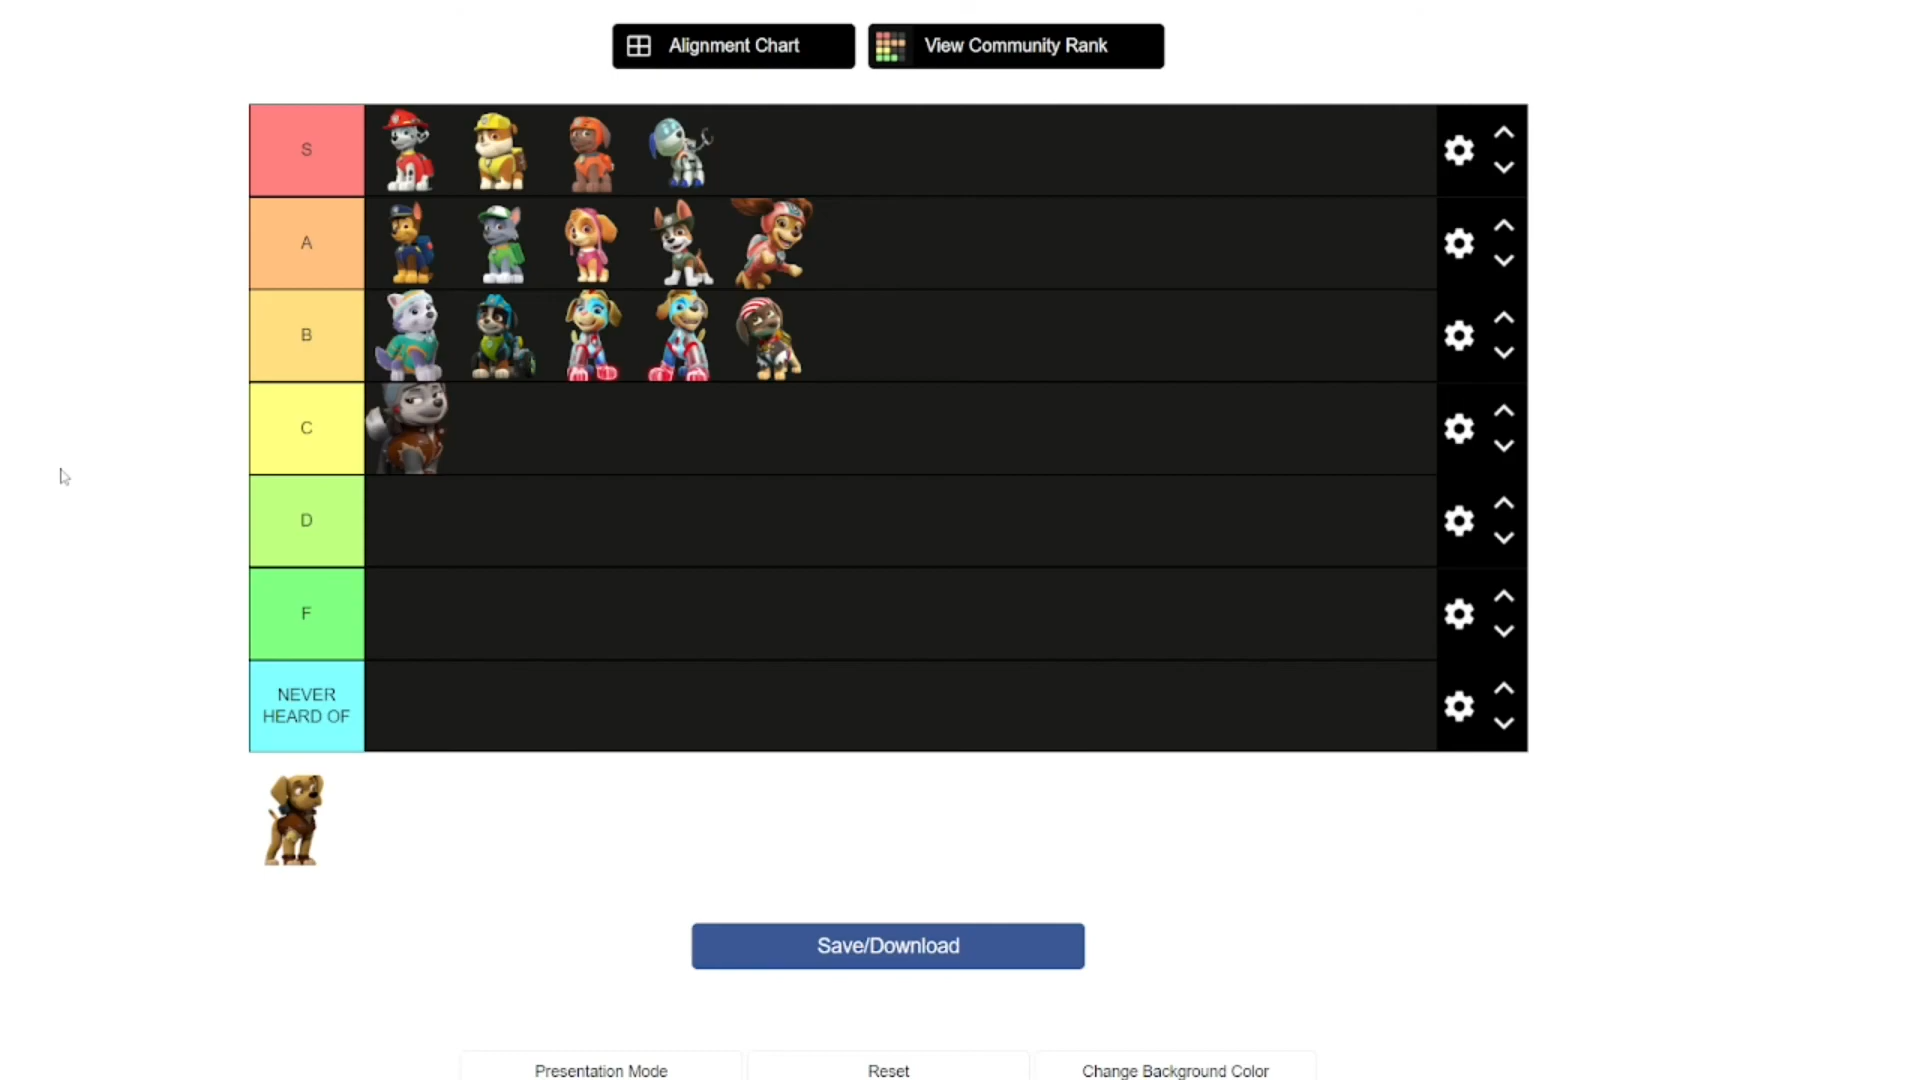 Alignment Chart
View Community Rank
S
A
B
C
D
F
NEVER
HEARD OF
Save/Download
Presentation Mode
Reset
Change Background Color